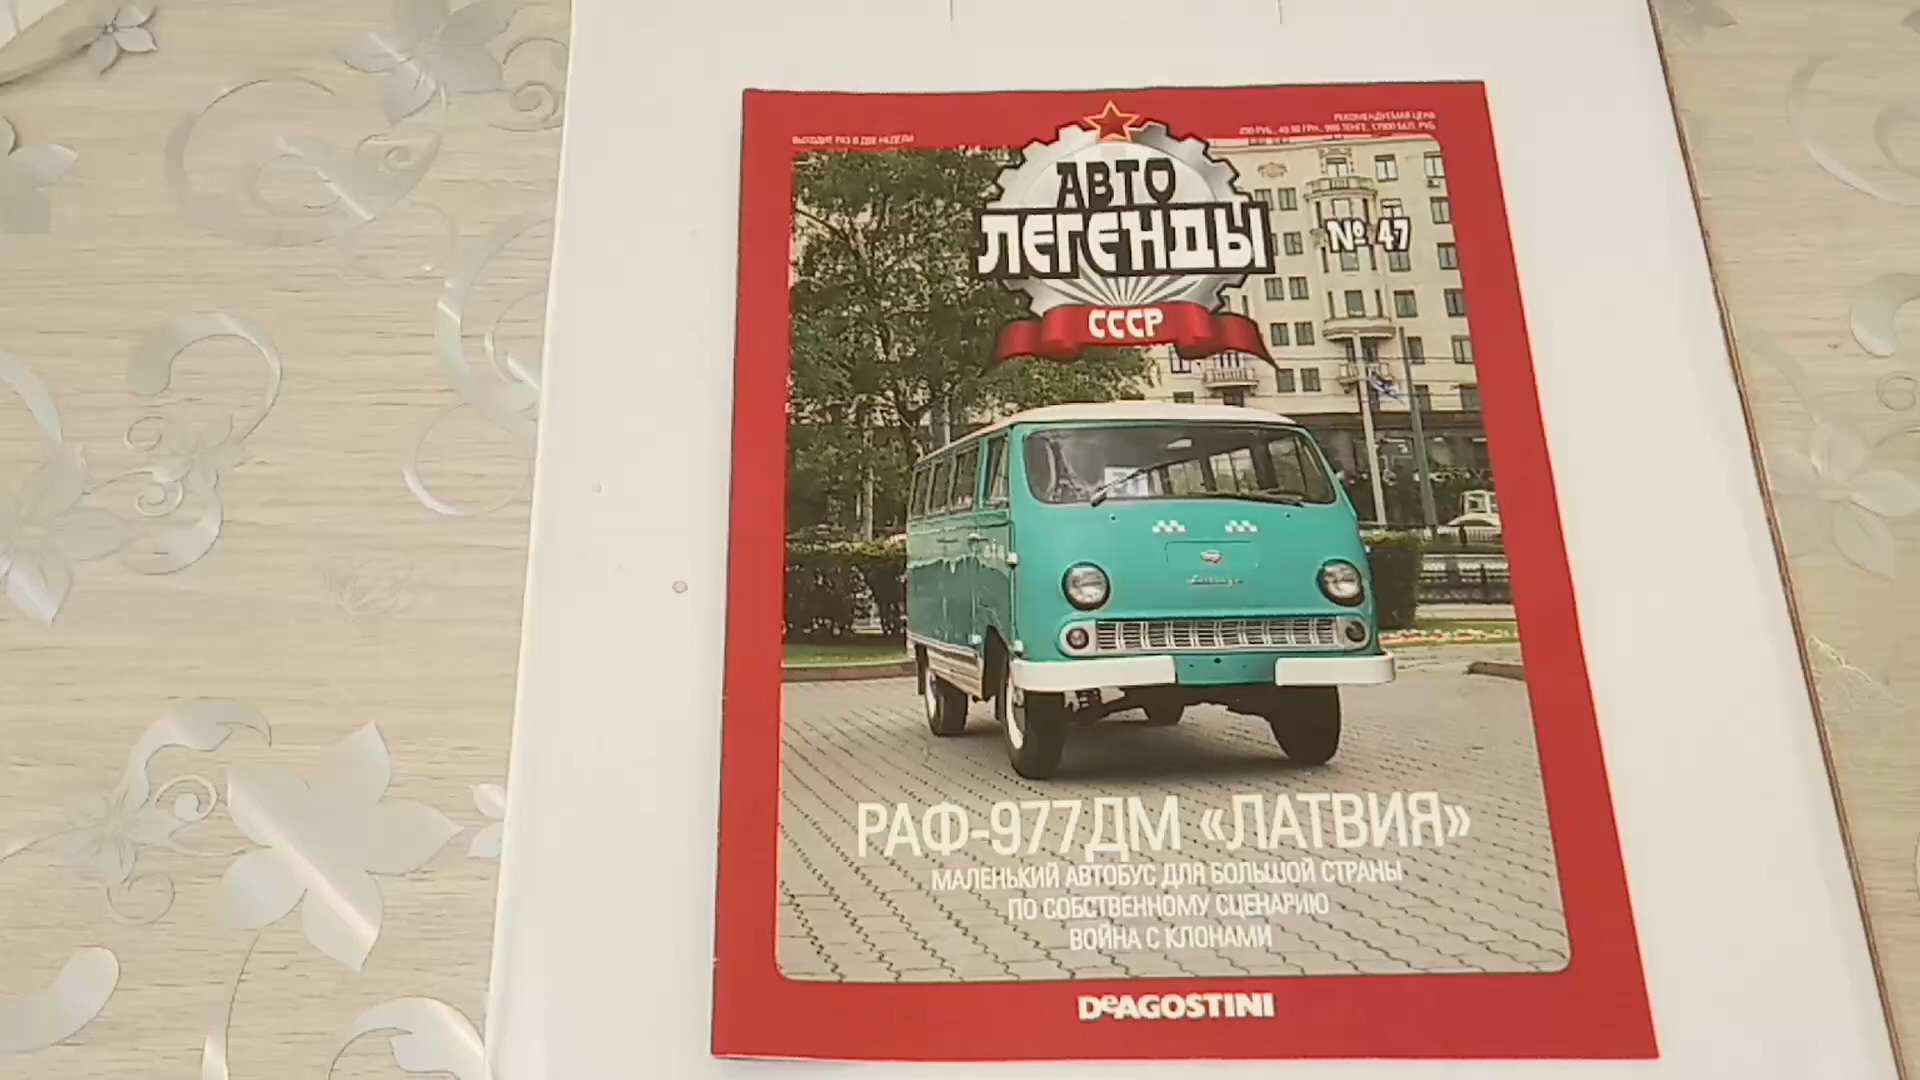 ВЫХОДИТ РАЗ В ДВЕ НЕДЕЛИ
РЕКОМЕНДУЕМАЯ ЦЕНА
АВТО
ЛЕГЕНДЫ
СССР
№ 47
РАФ-977ДМ «ЛАТВИЯ»
МАЛЕНЬКИЙ АВТОБУС ДЛЯ БОЛЬШОЙ СТРАНЫ
ПО СОБСТВЕННОМУ СЦЕНАРИЮ
ВОЙНА С КЛОНАМИ
DeAGOSTINI